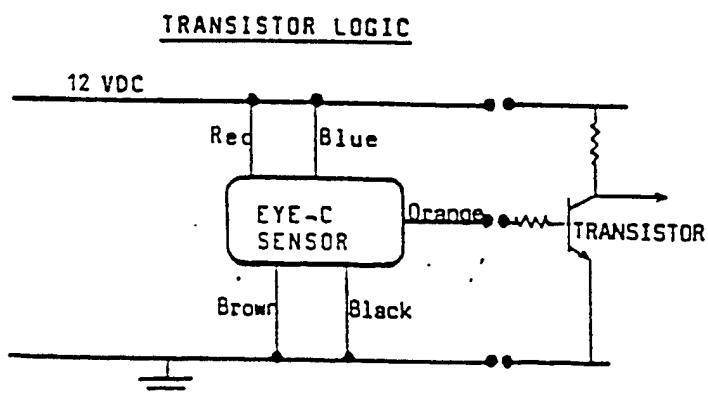 TRANSISTOR LOGIC
12 VDC
Red Blue
EYE-C
SENSOR
Orange
TRANSISTOR
Brown Black